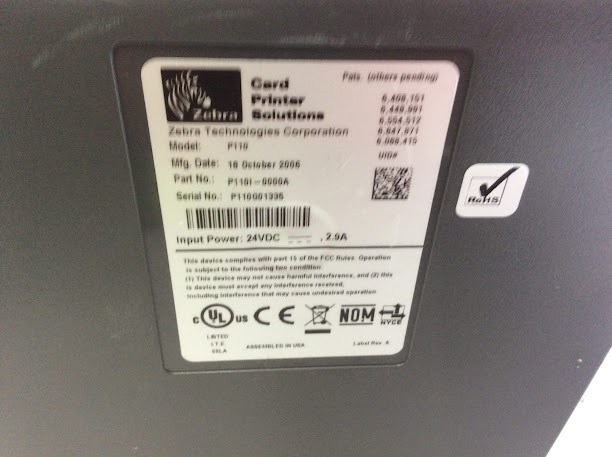 Zebra
Card
Printer
Solutions
Pats. (others pending)
6,408,151
6,449,991
6,554,512
6,647,871
6,068,415
UID#
Zebra Technologies Corporation
Model: P110
Mfg. Date: 16 October 2006
Part No.: P110I-0000A
Serial No.: P110001335
Input Power: 24VDC , 2.9A
This device complies with part 15 of the FCC Rules. Operation
is subject to the following two condition:
(1) This device may not cause harmful interference, and (2) this
is device must accept any interference received,
including interference that may cause undesired operation
c UL US CE NOM NYCE
LISTED
I.T.E.
ASSEMBLED IN USA
Label Rev. A
RoHS